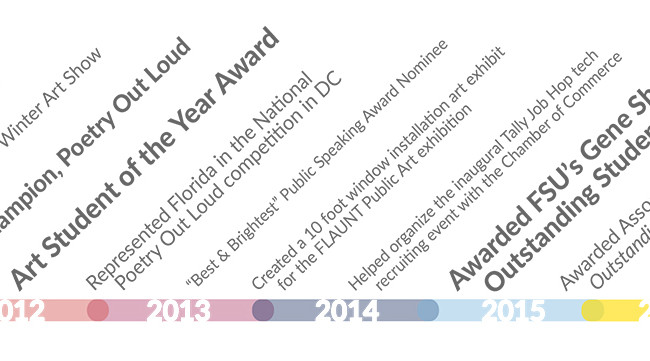 Winter Art Show
Champion, Poetry Out Loud
Art Student of the Year Award
Represented Florida in the National
Poetry Out Loud competition in DC
"Best & Brightest" Public Speaking Award Nominee
Created a 10 foot window installation art exhibit
for the FLAUNT Public Art exhibition
Helped organize the inaugural Tally Job Hop tech
recruiting event with the Chamber of Commerce
Awarded FSU's Gene Sh
Outstanding Studen
Awarded Asso
Outstandi
2012 2013 2014 2015 2